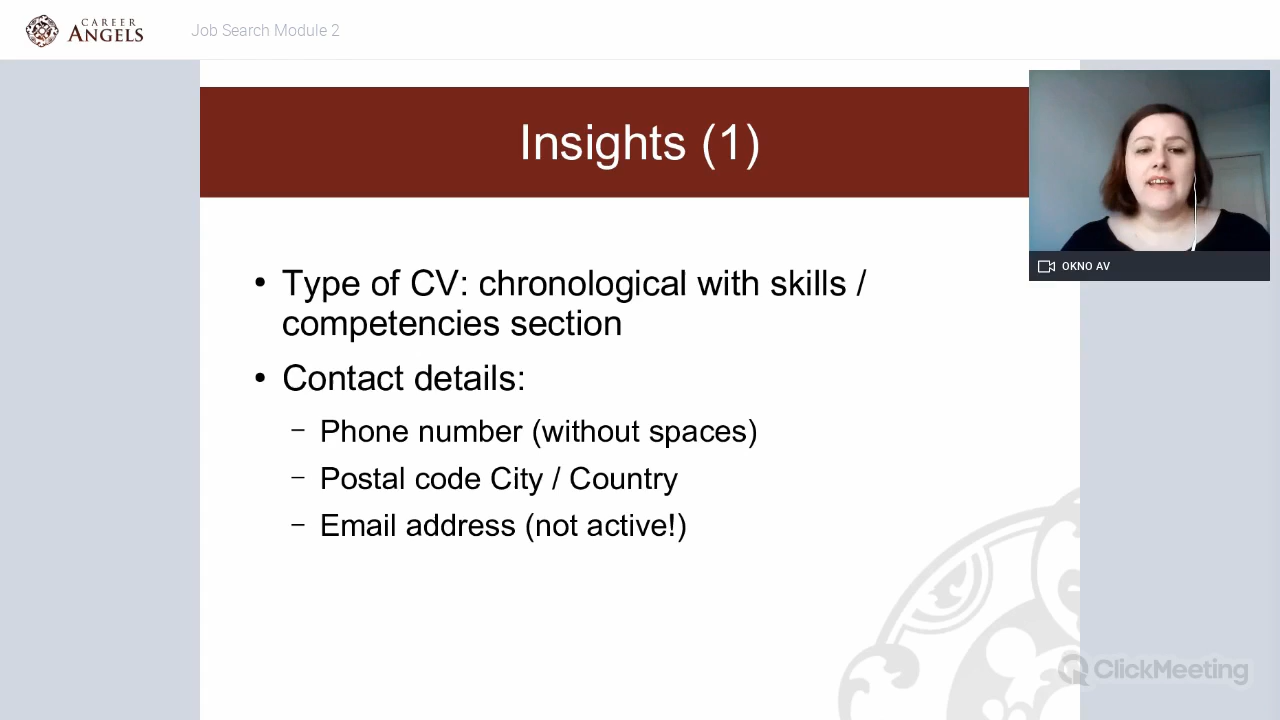 CAREER
ANGELS
Job Search Module 2
Insights (1)
OKNO AV
• Type of CV: chronological with skills /
competencies section
• Contact details:
– Phone number (without spaces)
– Postal code City / Country
– Email address (not active!)
ClickMeeting